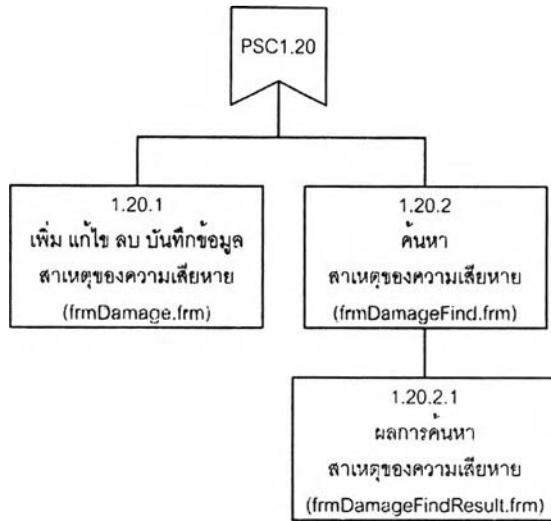 PSC1.20
1.20.1
เพิ่ม แก้ไข ลบ บันทึกข้อมูล
สาเหตุของความเสียหาย
(frmDamage.frm)
1.20.2
ค้นหา
สาเหตุของความเสียหาย
(frmDamageFind.frm)
1.20.2.1
ผลการค้นหา
สาเหตุของความเสียหาย
(frmDamageFindResult.frm)